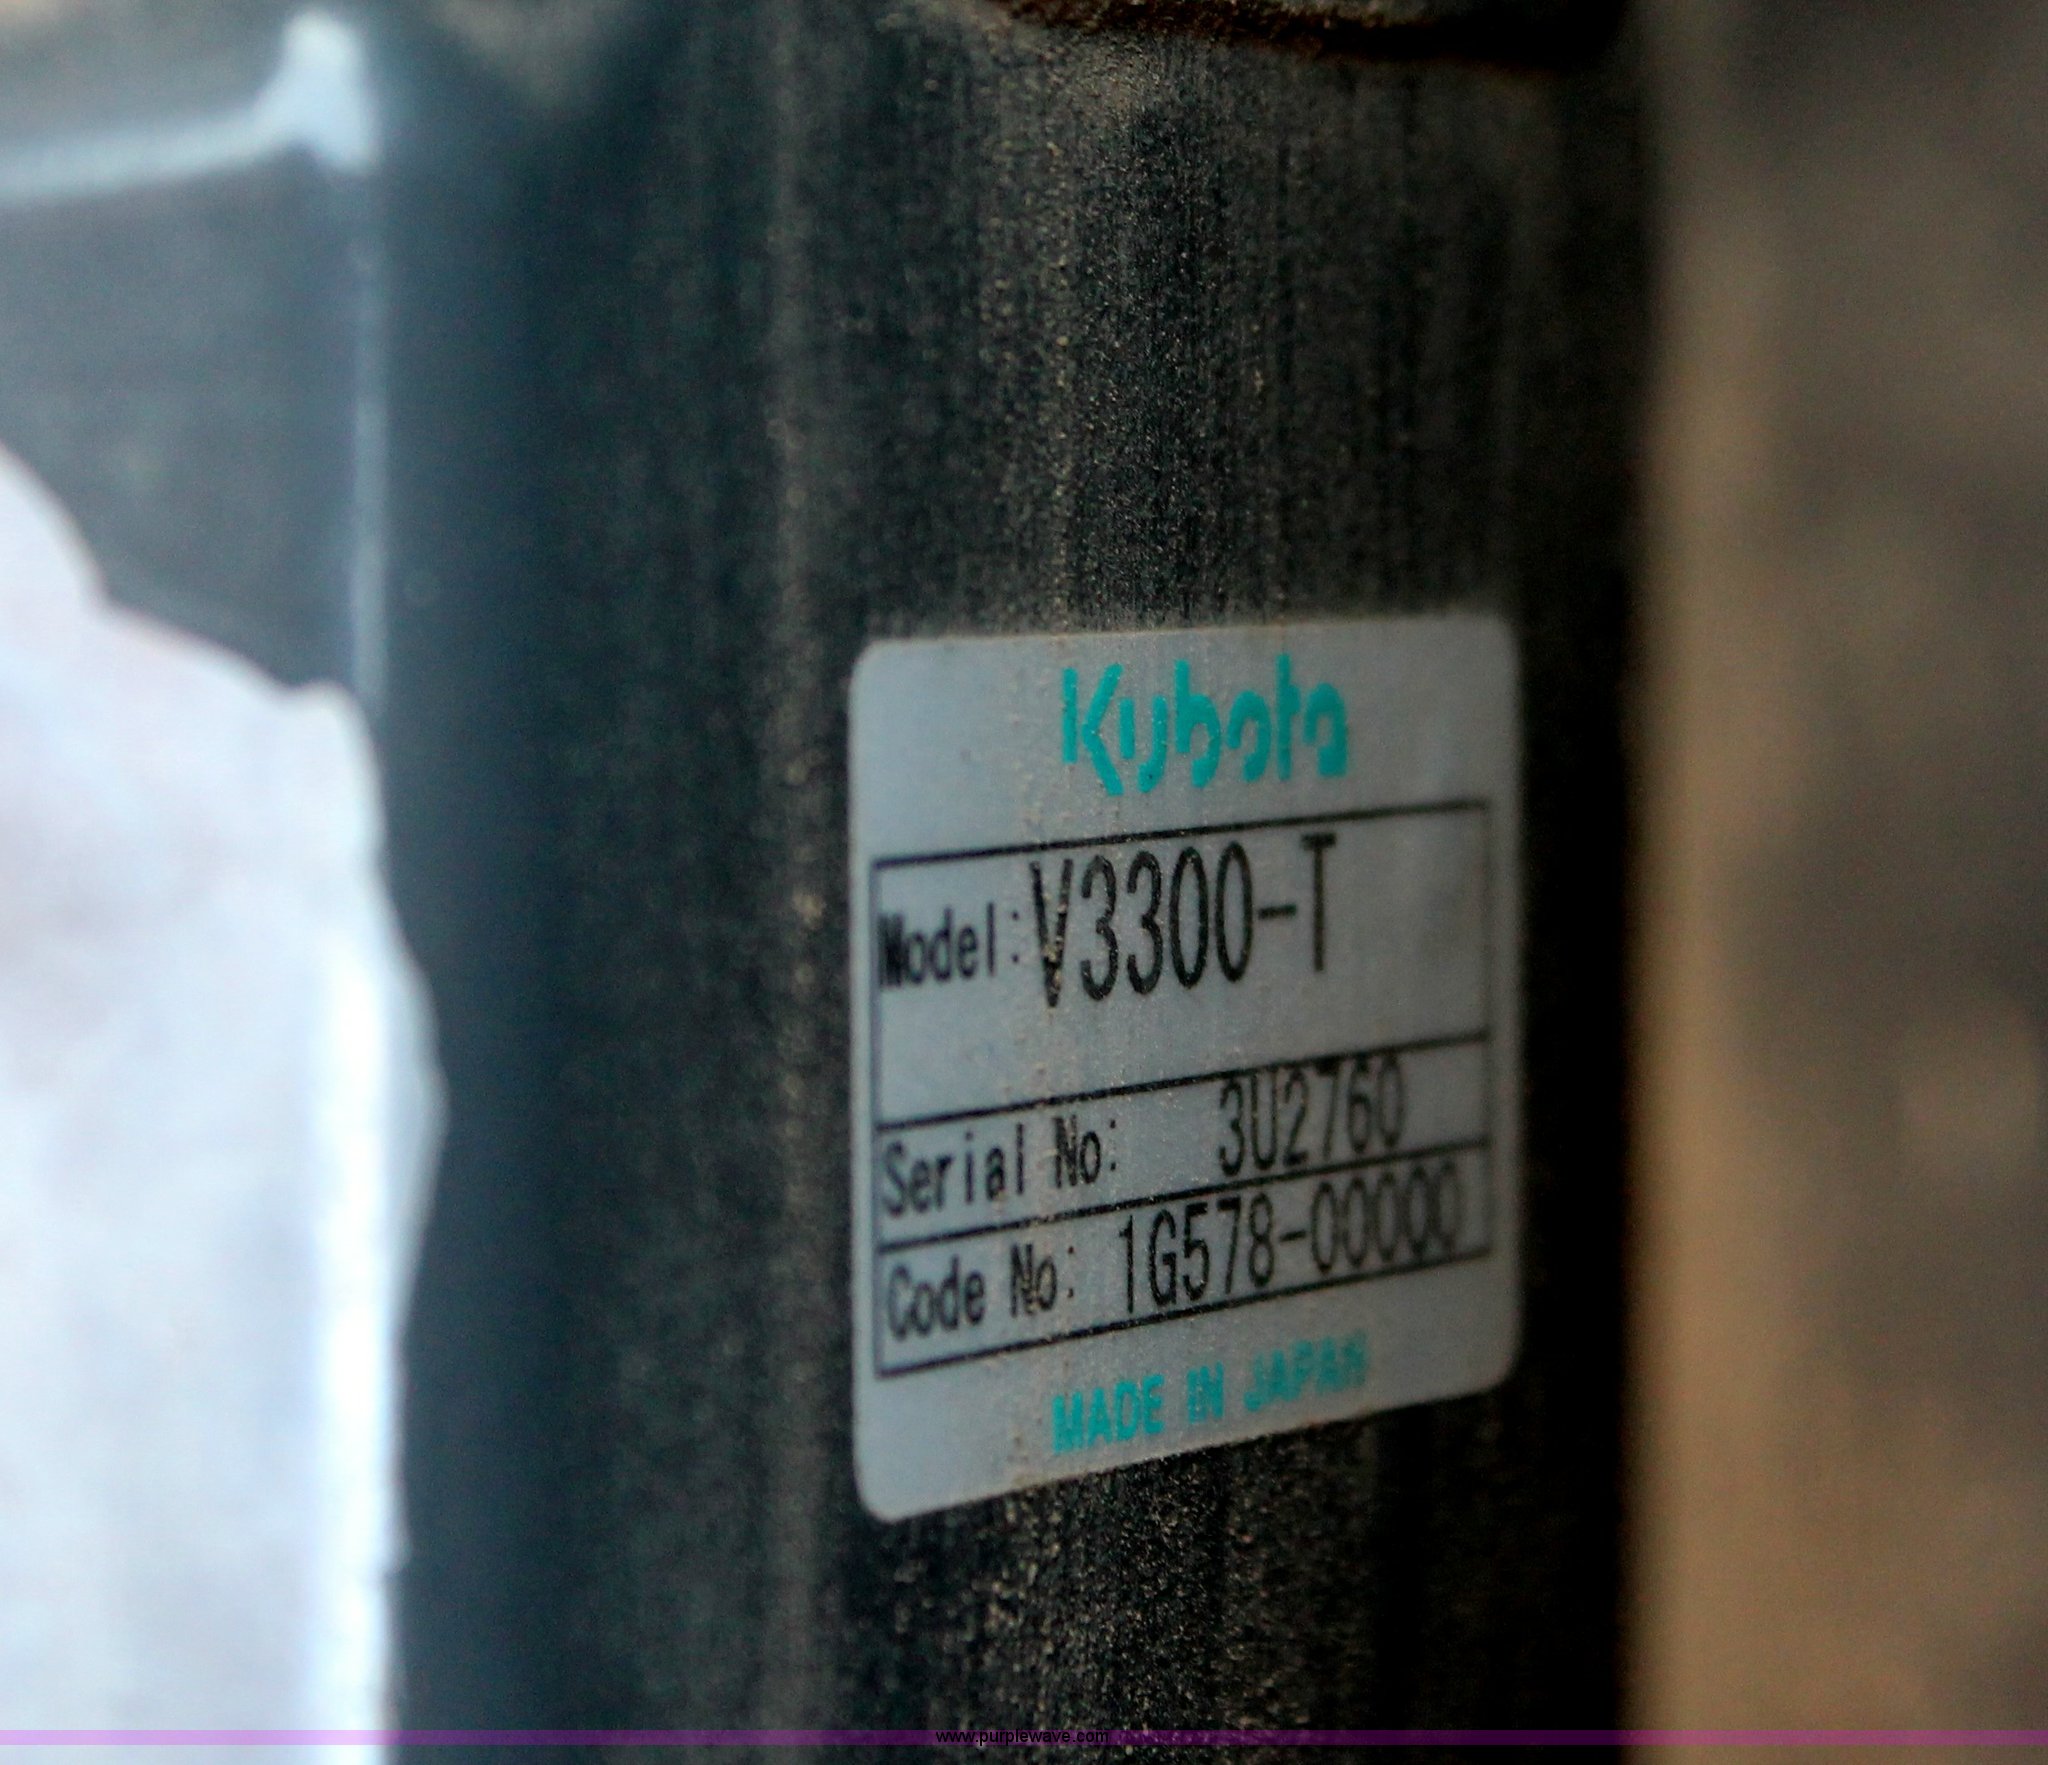 Kubota
Model: V3300-T
Serial No: 3U2760
Code No: 1G578-00000
MADE IN JAPAN
www.purplewave.com